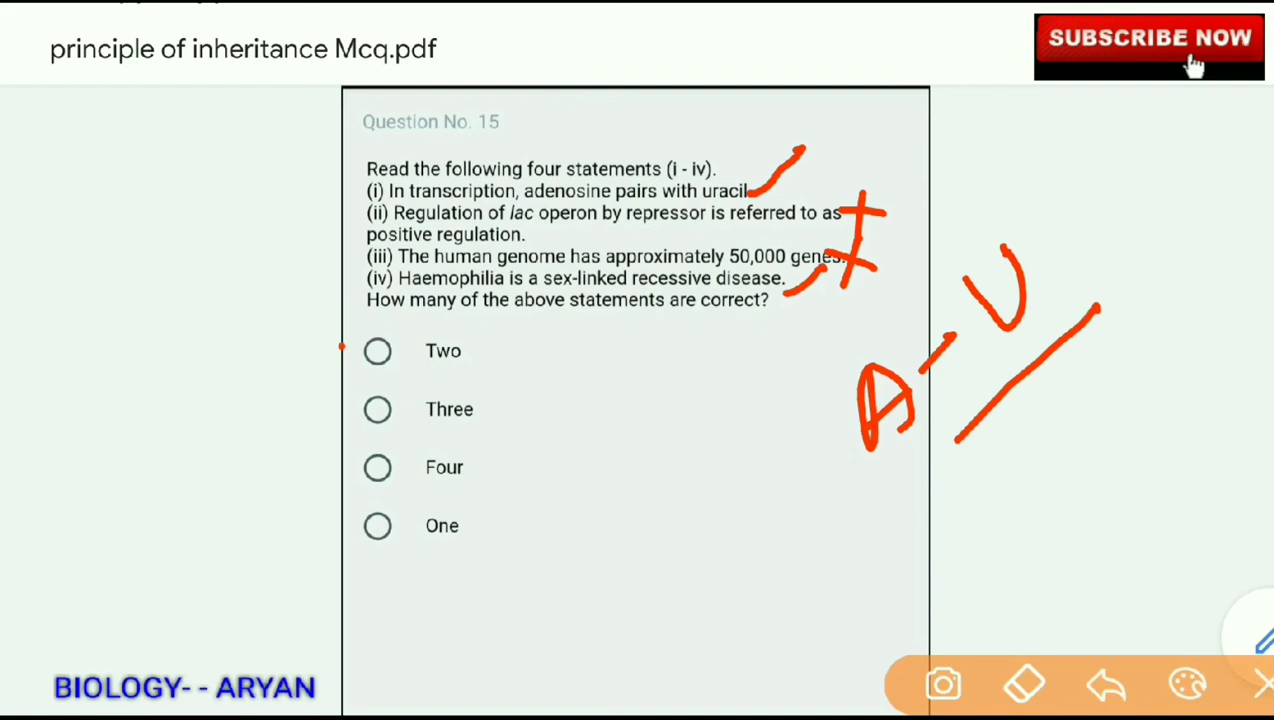 principle of inheritance Mcq.pdf
SUBSCRIBE NOW
Question No. 15
Read the following four statements (i - iv).
(i) In transcription, adenosine pairs with uracil
(ii) Regulation of lac operon by repressor is referred to as
positive regulation.
(iii) The human genome has approximately 50,000 genes.
(iv) Haemophilia is a sex-linked recessive disease.
How many of the above statements are correct?
Two
Three
Four
One
A - U
BIOLOGY- - ARYAN